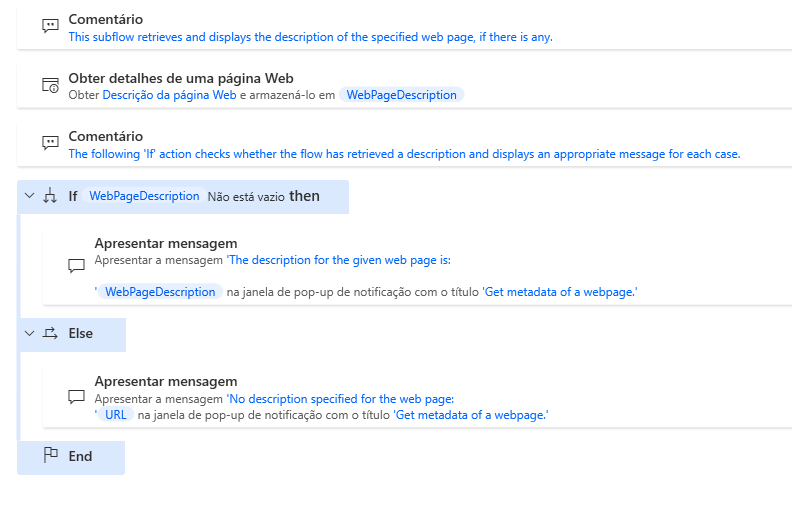 Comentário
This subflow retrieves and displays the description of the specified web page, if there is any.
Obter detalhes de uma página Web
Obter Descrição da página Web e armazená-lo em WebPageDescription
Comentário
The following 'If' action checks whether the flow has retrieved a description and displays an appropriate message for each case.
If WebPageDescription Não está vazio then
Apresentar mensagem
Apresentar a mensagem 'The description for the given web page is:
' WebPageDescription na janela de pop-up de notificação com o título 'Get metadata of a webpage.'
Else
Apresentar mensagem
Apresentar a mensagem 'No description specified for the web page:
' URL na janela de pop-up de notificação com o título 'Get metadata of a webpage.'
End